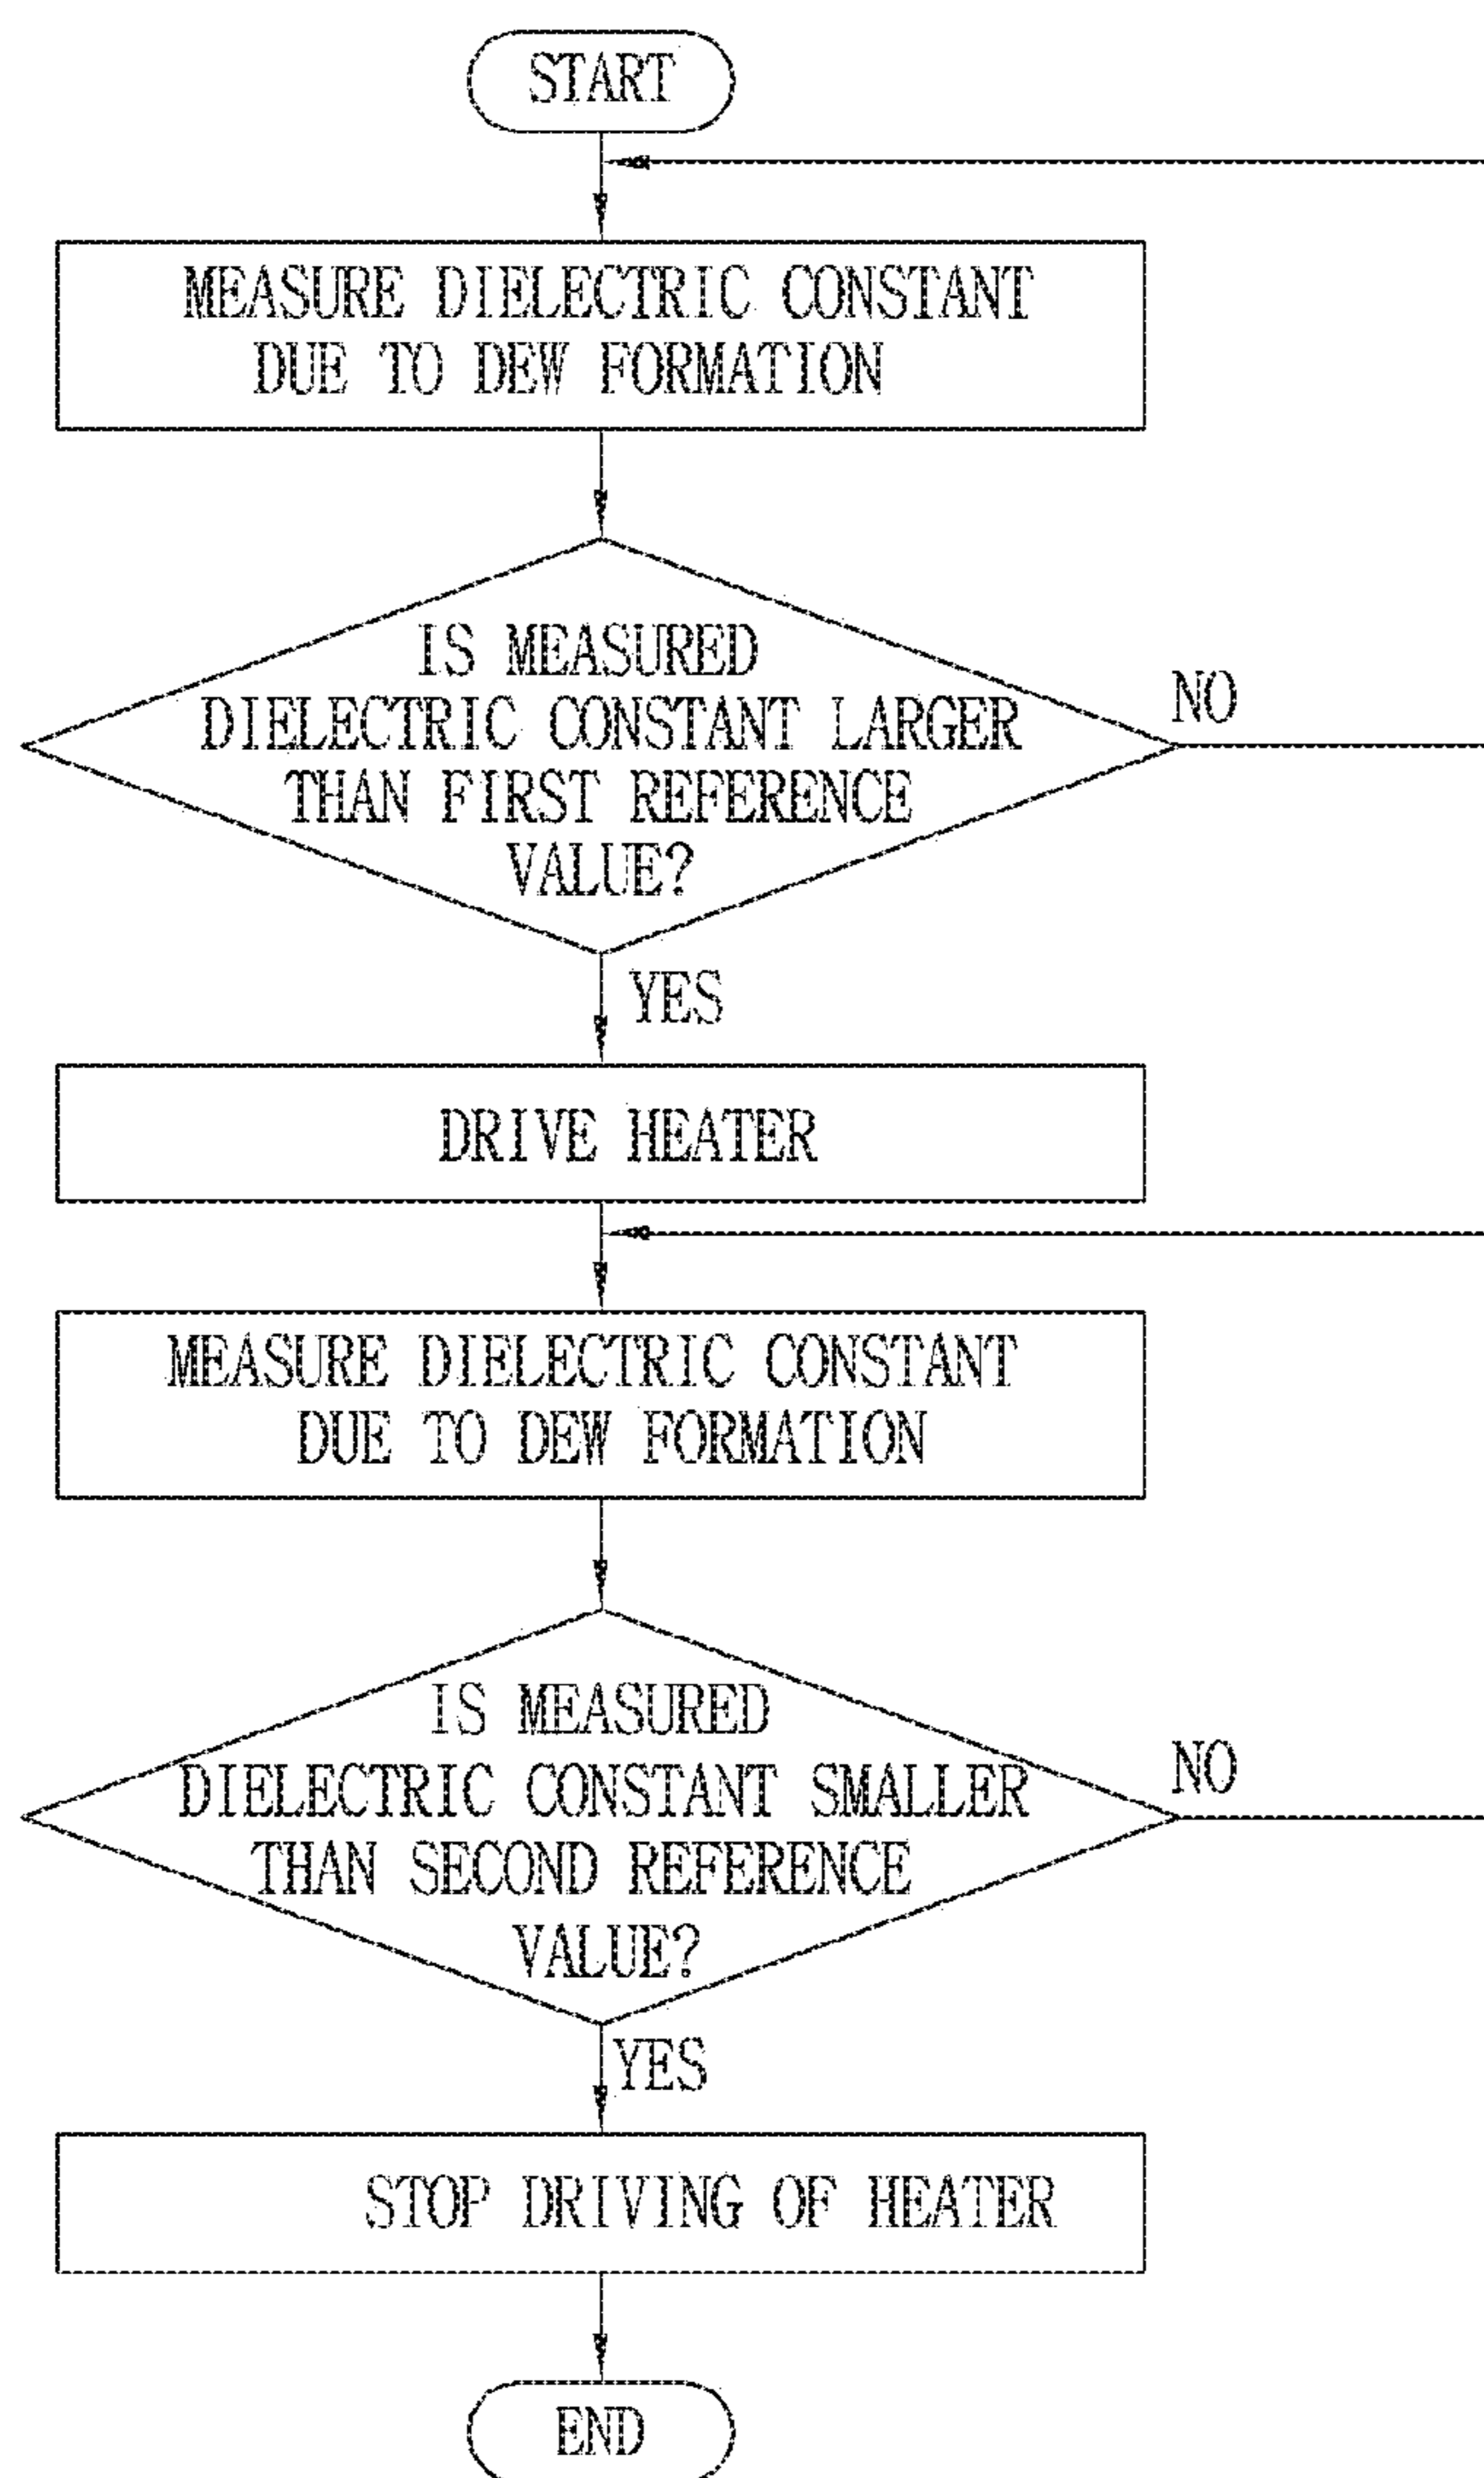 START
MEASURE DIELECTRIC CONSTANT
DUE TO DEW FORMATION
IS MEASURED
DIELECTRIC CONSTANT LARGER
THAN FIRST REFERENCE
VALUE?
NO
YES
DRIVE HEATER
MEASURE DIELECTRIC CONSTANT
DUE TO DEW FORMATION
IS MEASURED
DIELECTRIC CONSTANT SMALLER
THAN SECOND REFERENCE
VALUE?
NO
YES
STOP DRIVING OF HEATER
END